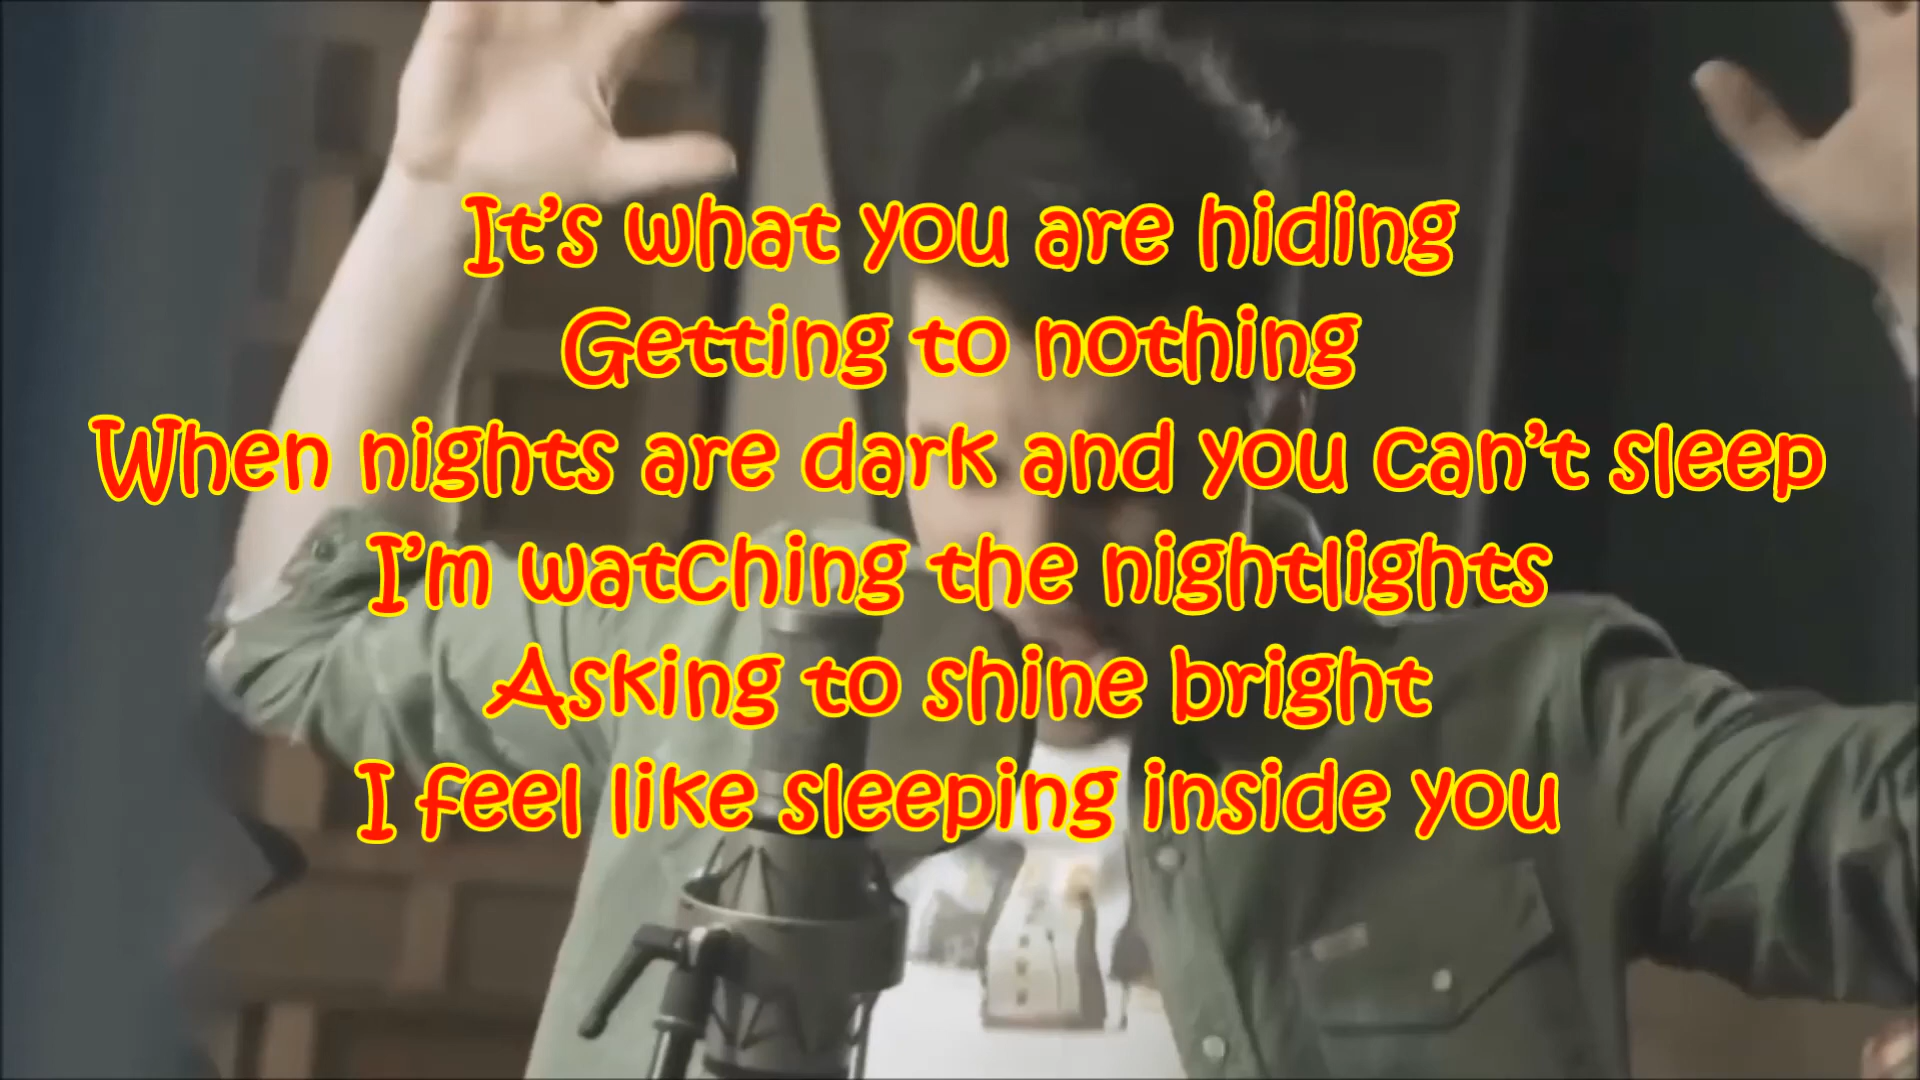 It's what you are hiding
Getting to nothing
When nights are dark and you can't sleep
I'm watching the nightlights
Asking to shine bright
I feel like sleeping inside you